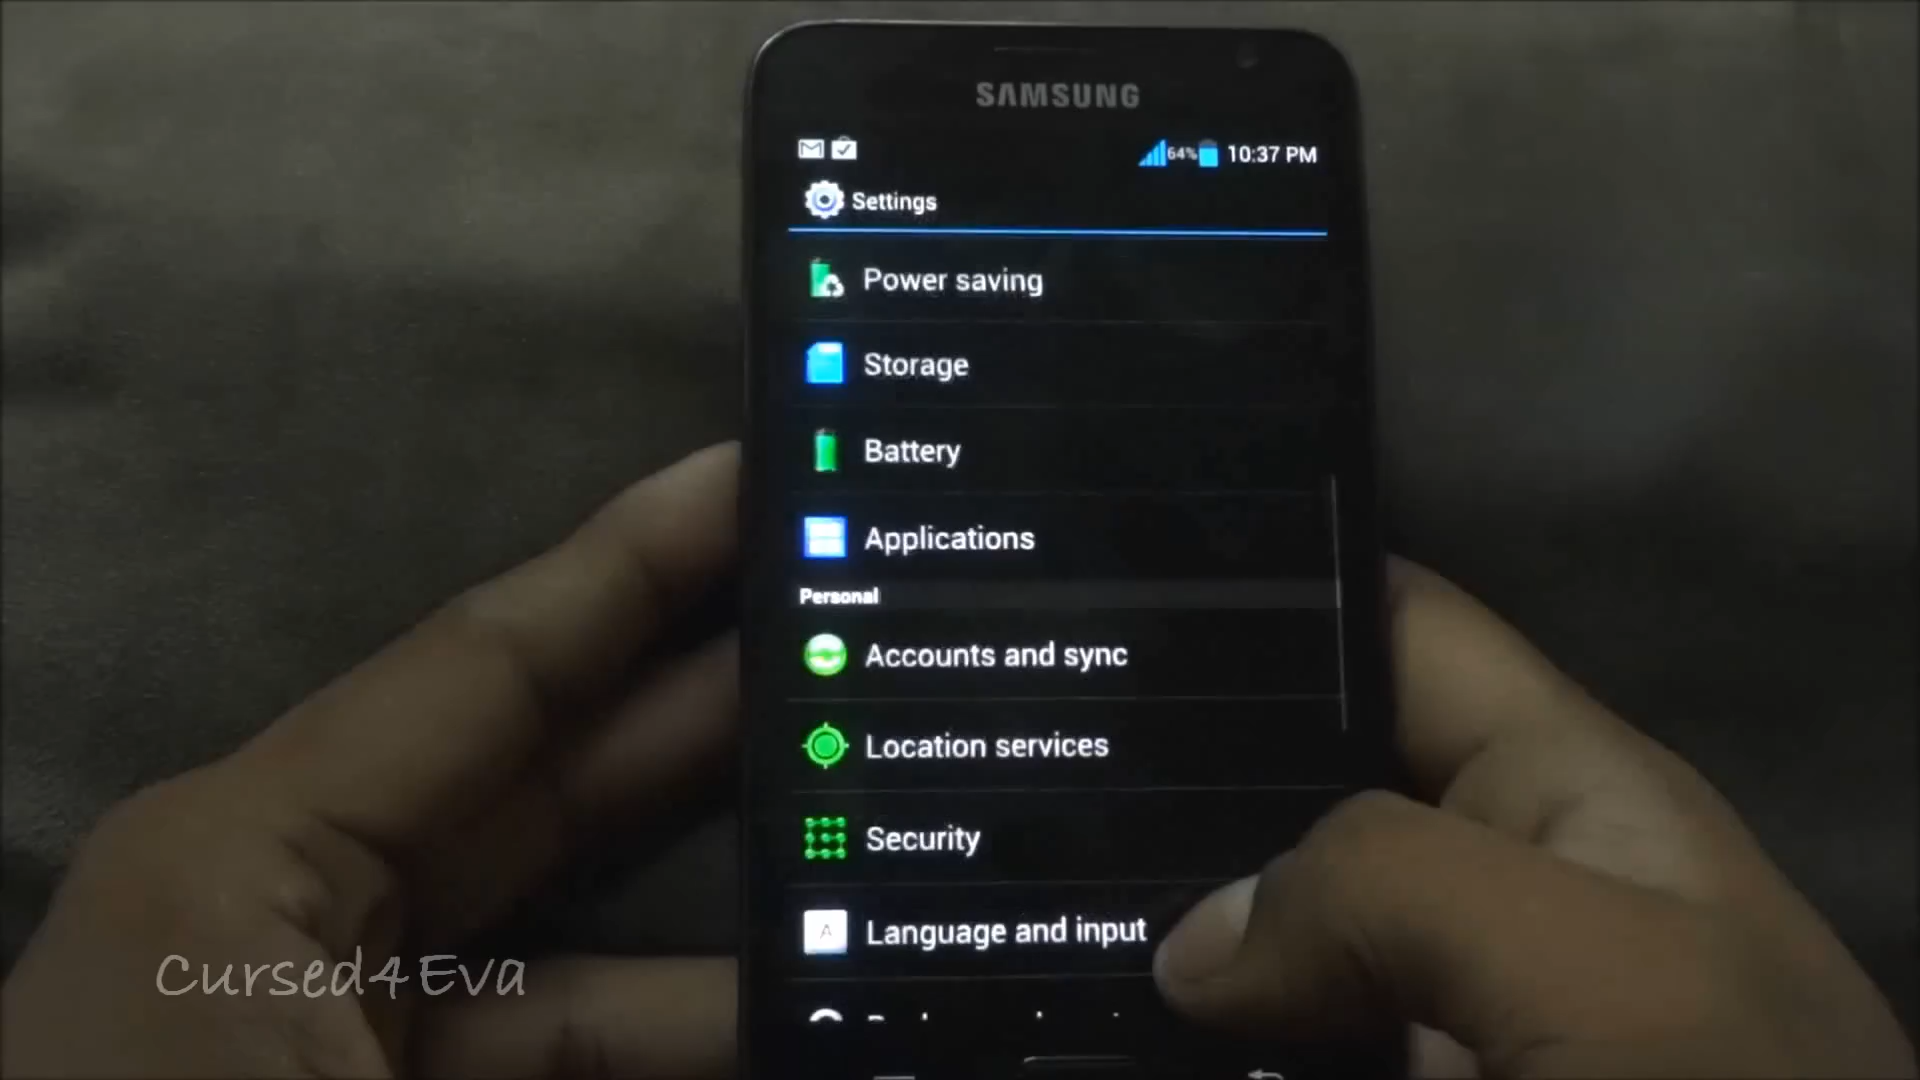 SAMSUNG
64% 10:37 PM
Settings
Power saving
Storage
Battery
Applications
Personal
Accounts and sync
Location services
Security
A
Language and input
Cursed4Eva